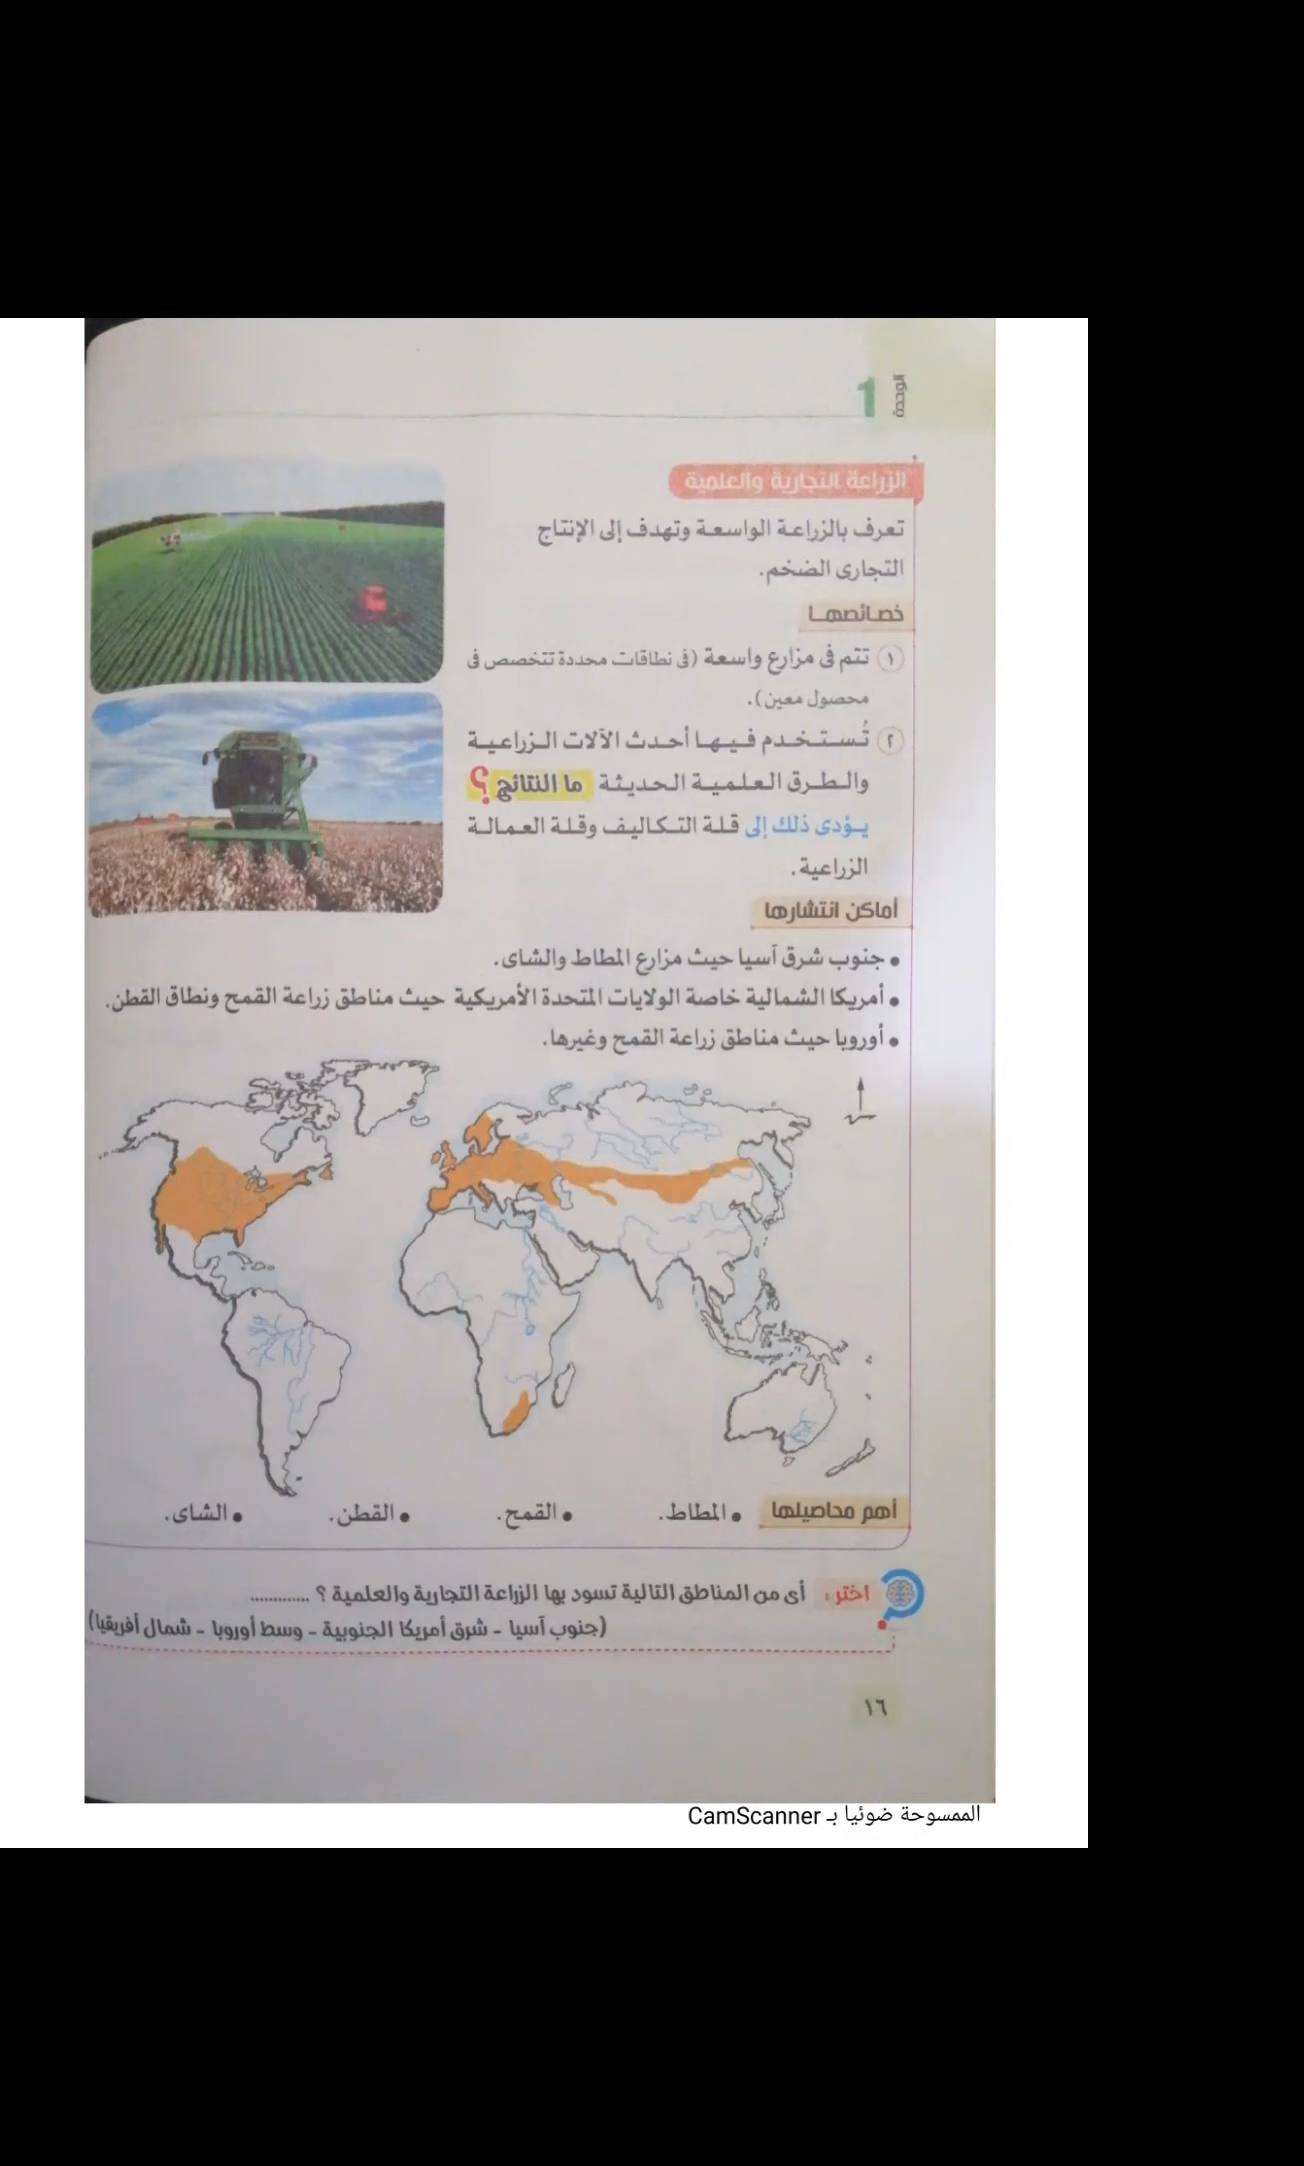 الوحدة 1
الزراعة التجارية والعلمية
تعرف بالزراعة الواسعة وتهدف إلى الإنتاج
التجارى الضخم.
خصائصها
١ تتم فى مزارع واسعة (فى نطاقات محددة تتخصص فى
محصول معين).
٢ تُستخدم فيها أحدث الآلات الزراعية
والطرق العلمية الحديثة ما النتائج؟
يؤدى ذلك إلى قلة التكاليف وقلة العمالة
الزراعية.
أماكن انتشارها
• جنوب شرق آسيا حيث مزارع المطاط والشاى.
• أمريكا الشمالية خاصة الولايات المتحدة الأمريكية حيث مناطق زراعة القمح ونطاق القطن.
• أوروبا حيث مناطق زراعة القمح وغيرها.
أهم محاصيلها • المطاط. • القمح. • القطن. • الشاى.
اختر: أى من المناطق التالية تسود بها الزراعة التجارية والعلمية ؟ .............
(جنوب آسيا - شرق أمريكا الجنوبية - وسط أوروبا - شمال أفريقيا)
١٦
الممسوحة ضوئيا بـ CamScanner